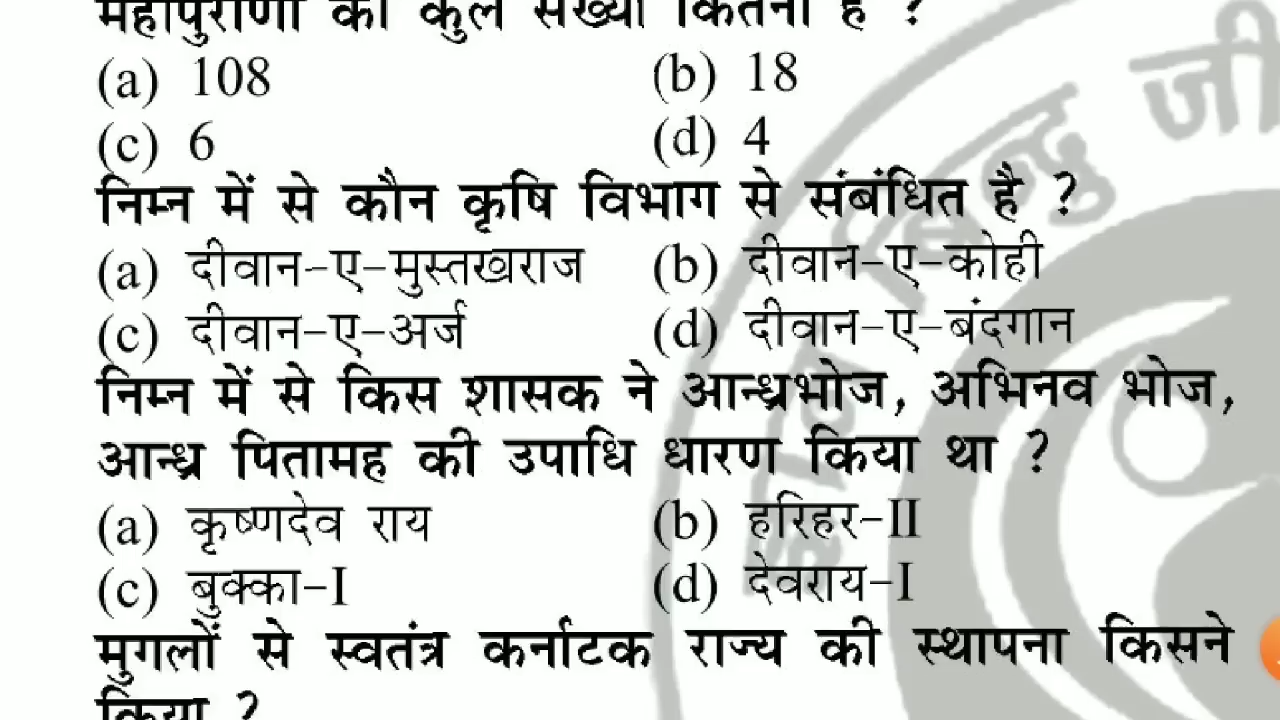 महापुराणों की कुल संख्या कितनी है ?
(a) 108 (b) 18
(c) 6 (d) 4
निम्न में से कौन कृषि विभाग से संबंधित है ?
(a) दीवान-ए-मुस्तखराज (b) दीवान-ए-कोही
(c) दीवान-ए-अर्ज (d) दीवान-ए-बंदगान
निम्न में से किस शासक ने आन्ध्रभोज, अभिनव भोज,
आन्ध्र पितामह की उपाधि धारण किया था ?
(a) कृष्णदेव राय (b) हरिहर-II
(c) बुक्का-I (d) देवराय-I
मुगलों से स्वतंत्र कर्नाटक राज्य की स्थापना किसने
किया ?